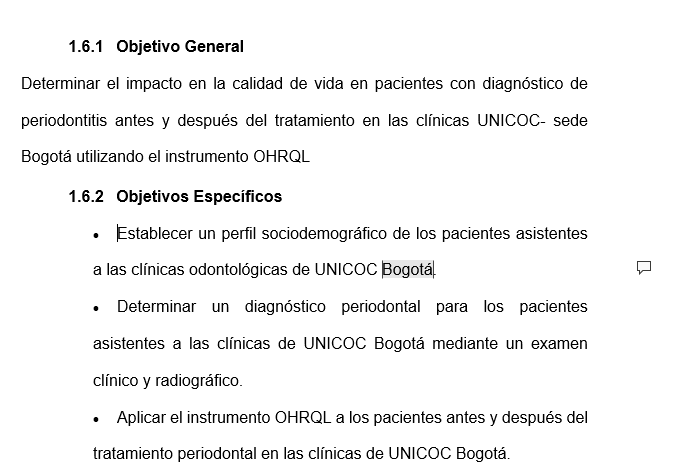 1.6.1 Objetivo General
Determinar el impacto en la calidad de vida en pacientes con diagnóstico de
periodontitis antes y después del tratamiento en las clínicas UNICOC- sede
Bogotá utilizando el instrumento OHRQL
1.6.2 Objetivos Específicos
• Establecer un perfil sociodemográfico de los pacientes asistentes
a las clínicas odontológicas de UNICOC Bogotá.
• Determinar un diagnóstico periodontal para los pacientes
asistentes a las clínicas de UNICOC Bogotá mediante un examen
clínico y radiográfico.
• Aplicar el instrumento OHRQL a los pacientes antes y después del
tratamiento periodontal en las clínicas de UNICOC Bogotá.